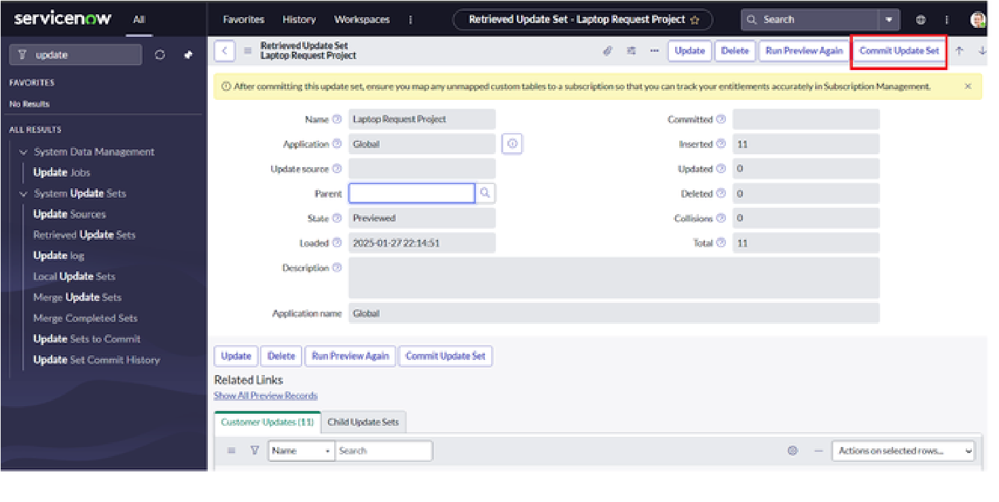 servicenow All Favorites History Workspaces Retrieved Update Set - Laptop Request Project Search
update
FAVORITES
No Results
ALL RESULTS
System Data Management
Update Jobs
System Update Sets
Update Sources
Retrieved Update Sets
Update log
Local Update Sets
Merge Update Sets
Merge Completed Sets
Update Sets to Commit
Update Set Commit History
Retrieved Update Set
Laptop Request Project
Update Delete Run Preview Again Commit Update Set
After committing this update set, ensure you map any unmapped custom tables to a subscription so that you can track your entitlements accurately in Subscription Management.
Name Laptop Request Project Committed
Application Global Inserted 11
Update source Updated 0
Parent Deleted 0
State Previewed Collisions 0
Loaded 2025-01-27 22:14:51 Total 11
Description
Application name Global
Update Delete Run Preview Again Commit Update Set
Related Links
Show All Preview Records
Customer Updates (11) Child Update Sets
Name Search Actions on selected rows...